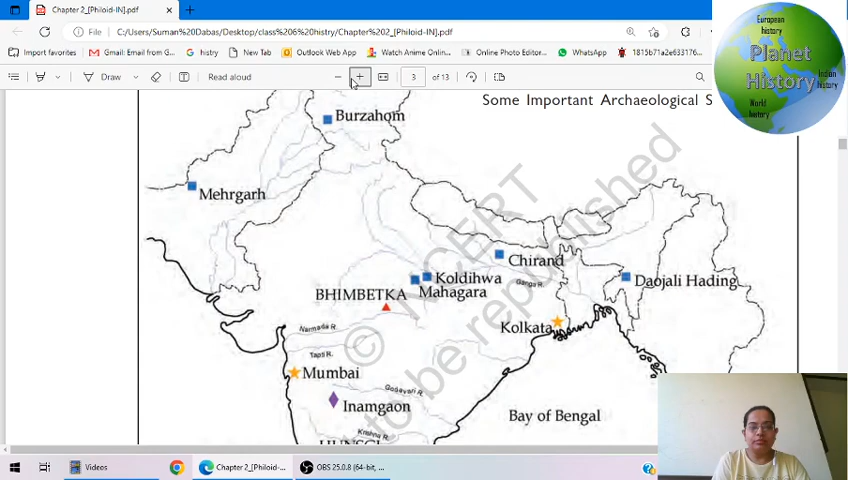 Chapter 2_[Philoid-IN].pdf
File
C:/Users/Suman%20Dabas/Desktop/class%206%20histry/Chapter%202_[Philoid-IN].pdf
Import favorites
Gmail: Email from G...
histry
New Tab
Outlook Web App
Watch Anime Online...
Online Photo Editor...
WhatsApp
1815b71a2e633176...
Draw
Read aloud
3
of 13
European
history
Planet
History
Indian
history
World
history
Some Important Archaeological S
Burzahom
Mehrgarh
Chirand
Koldihwa
Mahagara
Daojali Hading
BHIMBETKA
Ganga R.
Kolkata
Narmada R.
Tapti R.
Mumbai
Godavari R.
Inamgaon
Bay of Bengal
Krishna R.
HUNSGI
© NCERT
to be republished
Videos
Chapter 2_[Philoid-...
OBS 25.0.8 (64-bit, ...